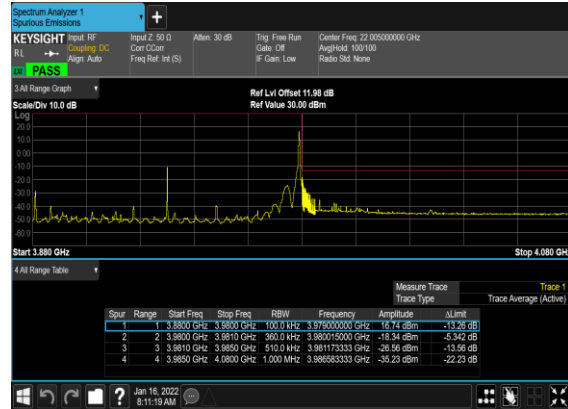 Spectrum Analyzer 1
Spurious Emissions
KEYSIGHT Input: RF Input Z: 50 Ω Atten: 30 dB Trig: Free Run Center Freq: 22.005000000 GHz
RL Coupling: DC Corr CCorr Gate: Off Avg|Hold: 100/100
Align: Auto Freq Ref: Int (S) IF Gain: Low Radio Std: None
PASS
3 All Range Graph
Ref Lvl Offset 11.98 dB
Scale/Div 10.0 dB Ref Value 30.00 dBm
Log
20.0
10.0
0.00
-10.0
-20.0
-30.0
-40.0
-50.0
-60.0
Start 3.880 GHz Stop 4.080 GH
4 All Range Table
Measure Trace Trace 1
Trace Type Trace Average (Active)
Spur Range Start Freq Stop Freq RBW Frequency Amplitude ΔLimit
1 1 3.8800 GHz 3.9800 GHz 100.0 kHz 3.979000000 GHz 16.74 dBm -13.26 dB
2 2 3.9800 GHz 3.9810 GHz 360.0 kHz 3.980015000 GHz -18.34 dBm -5.342 dB
3 3 3.9810 GHz 3.9850 GHz 510.0 kHz 3.981173333 GHz -26.56 dBm -13.56 dB
4 4 3.9850 GHz 4.0800 GHz 1.000 MHz 3.986583333 GHz -35.23 dBm -22.23 dB
Jan 16, 2022
8:11:19 AM